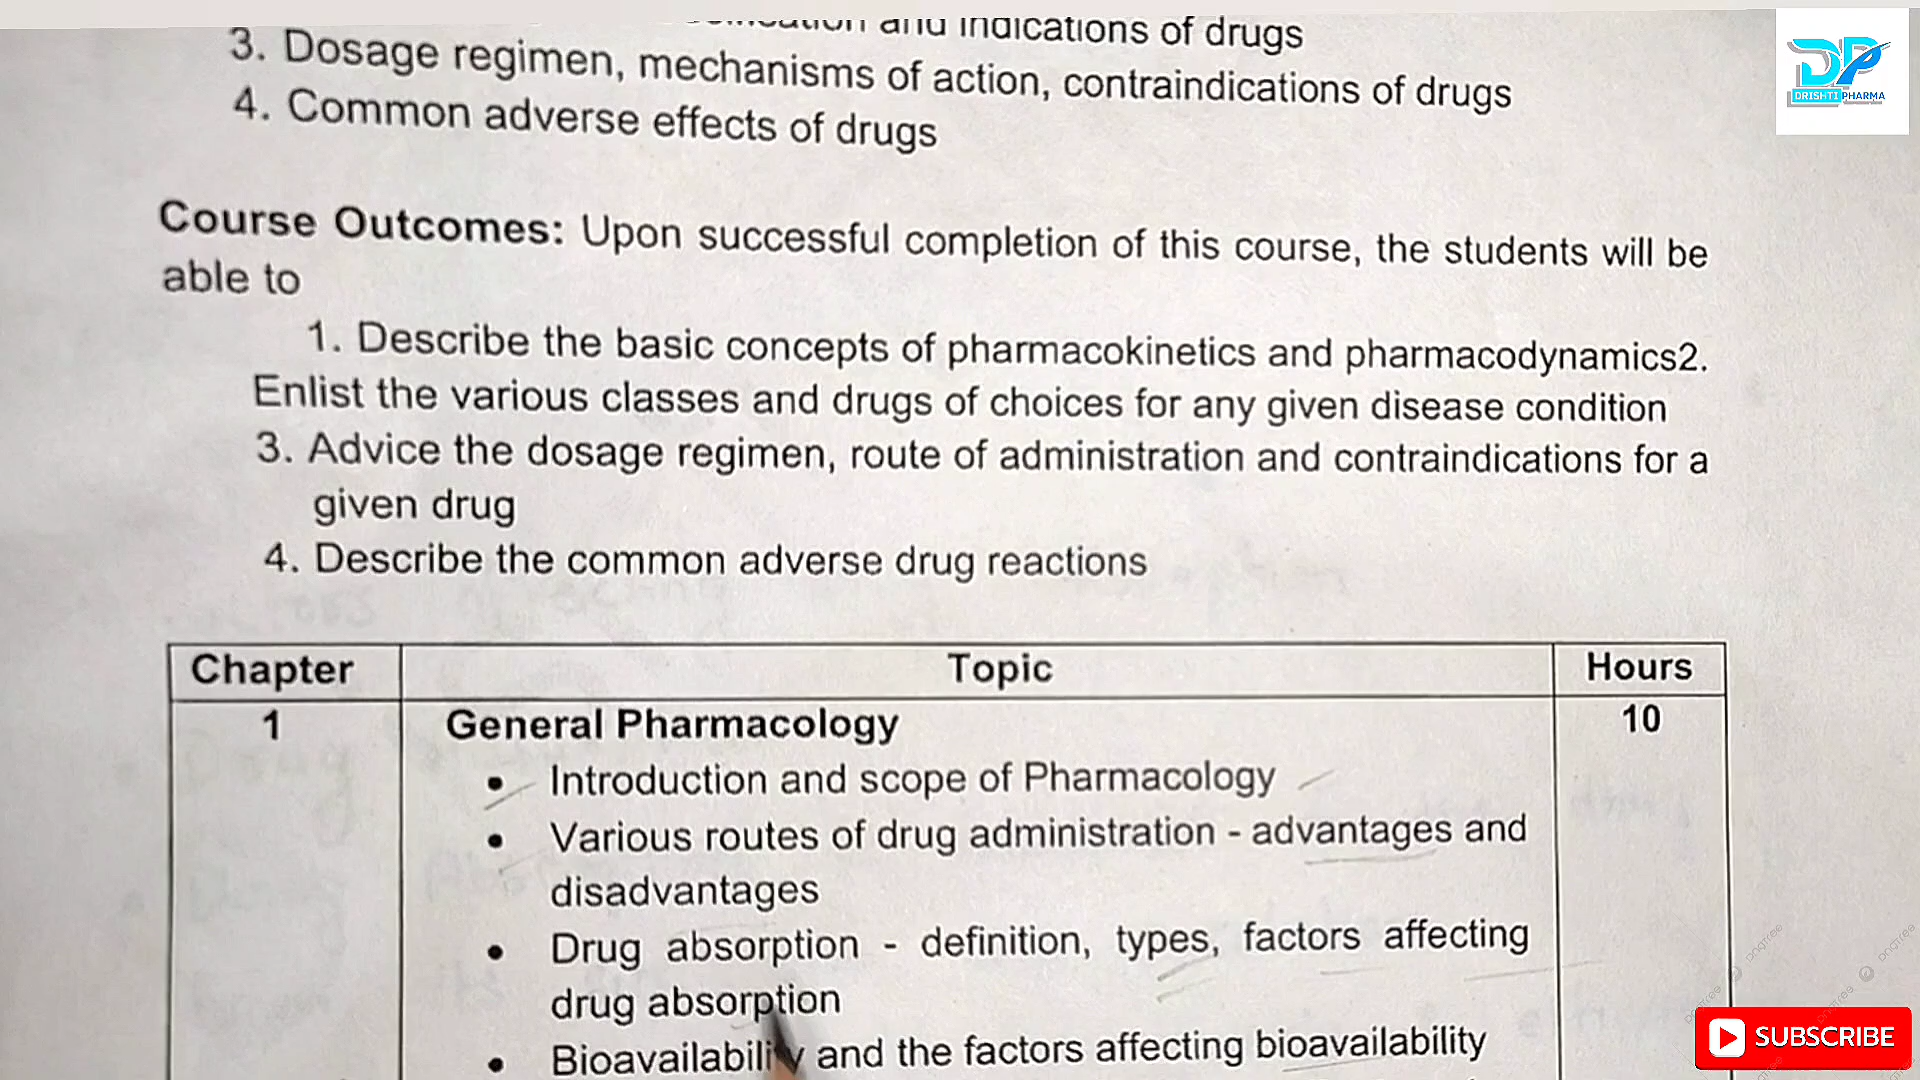 and indications of drugs
3. Dosage regimen, mechanisms of action, contraindications of drugs
4. Common adverse effects of drugs
DP
DRISHTI PHARMA
Course Outcomes: Upon successful completion of this course, the students will be
able to
1. Describe the basic concepts of pharmacokinetics and pharmacodynamics2.
Enlist the various classes and drugs of choices for any given disease condition
3. Advice the dosage regimen, route of administration and contraindications for a
given drug
4. Describe the common adverse drug reactions
Chapter Topic Hours
1 General Pharmacology 10
• Introduction and scope of Pharmacology
• Various routes of drug administration - advantages and
disadvantages
• Drug absorption - definition, types, factors affecting
drug absorption
• Bioavailability and the factors affecting bioavailability
SUBSCRIBE